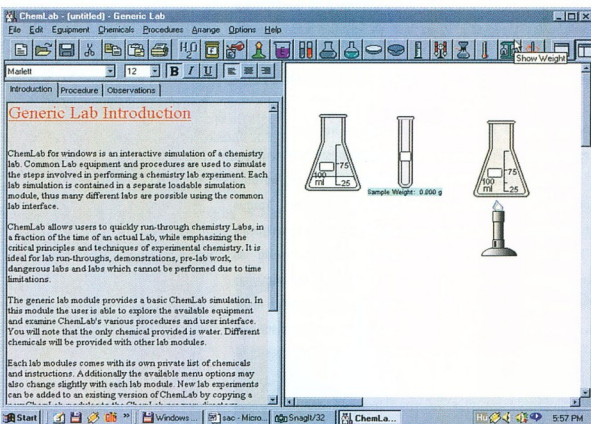 ChemLab - (untitled) - Generic Lab
File Edit Equipment Chemicals Procedures Arrange Options Help
H2O
Show Weight
Marlett 12 B I U
Introduction Procedure Observations
Generic Lab Introduction
ChemLab for windows is an interactive simulation of a chemistry
lab. Common Lab equipment and procedures are used to simulate
the steps involved in performing a chemistry lab experiment. Each
lab simulation is contained in a separate loadable simulation
module, thus many different labs are possible using the common
lab interface.
ChemLab allows users to quickly run-through chemistry Labs, in
a fraction of the time of an actual Lab, while emphasizing the
critical principles and techniques of experimental chemistry. It is
ideal for lab run-throughs, demonstrations, pre-lab work,
dangerous labs and labs which cannot be performed due to time
limitations.
The generic lab module provides a basic ChemLab simulation. In
this module the user is able to explore the available equipment
and examine ChemLab's various procedures and user interface.
You will note that the only chemical provided is water. Different
chemicals will be provided with other lab modules.
Each lab modules comes with its own private list of chemicals
and instructions. Additionally the available menu options may
also change slightly with each lab module. New lab experiments
can be added to an existing version of ChemLab by copying a
100 75
ml 25
Sample Weight: 0.000 g
100 75
ml 25
Start » Windows ... sac - Micro... SnagIt/32 ChemLa... Hu 5:57 PM